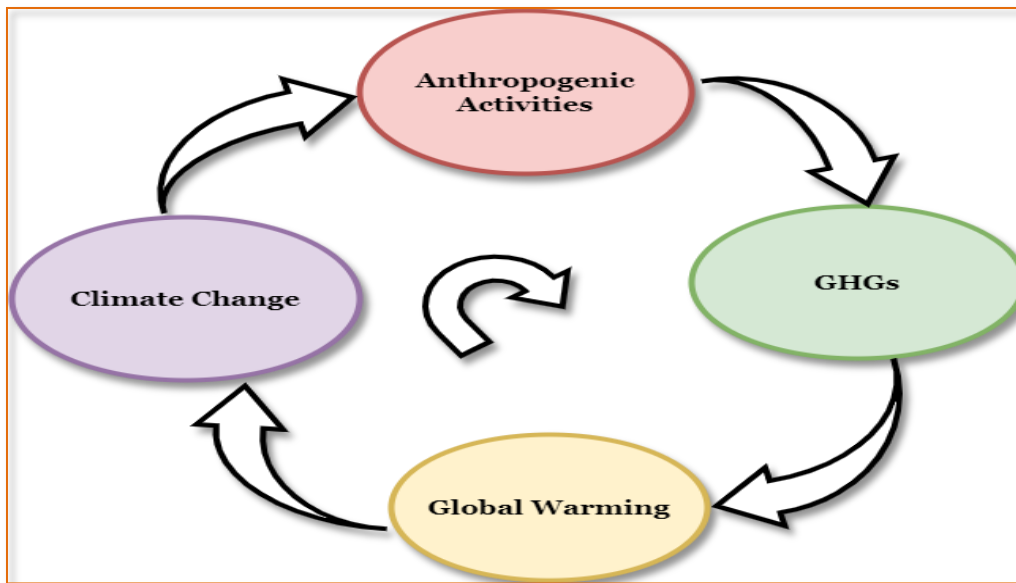 Anthropogenic
Activities
GHGs
Global Warming
Climate Change